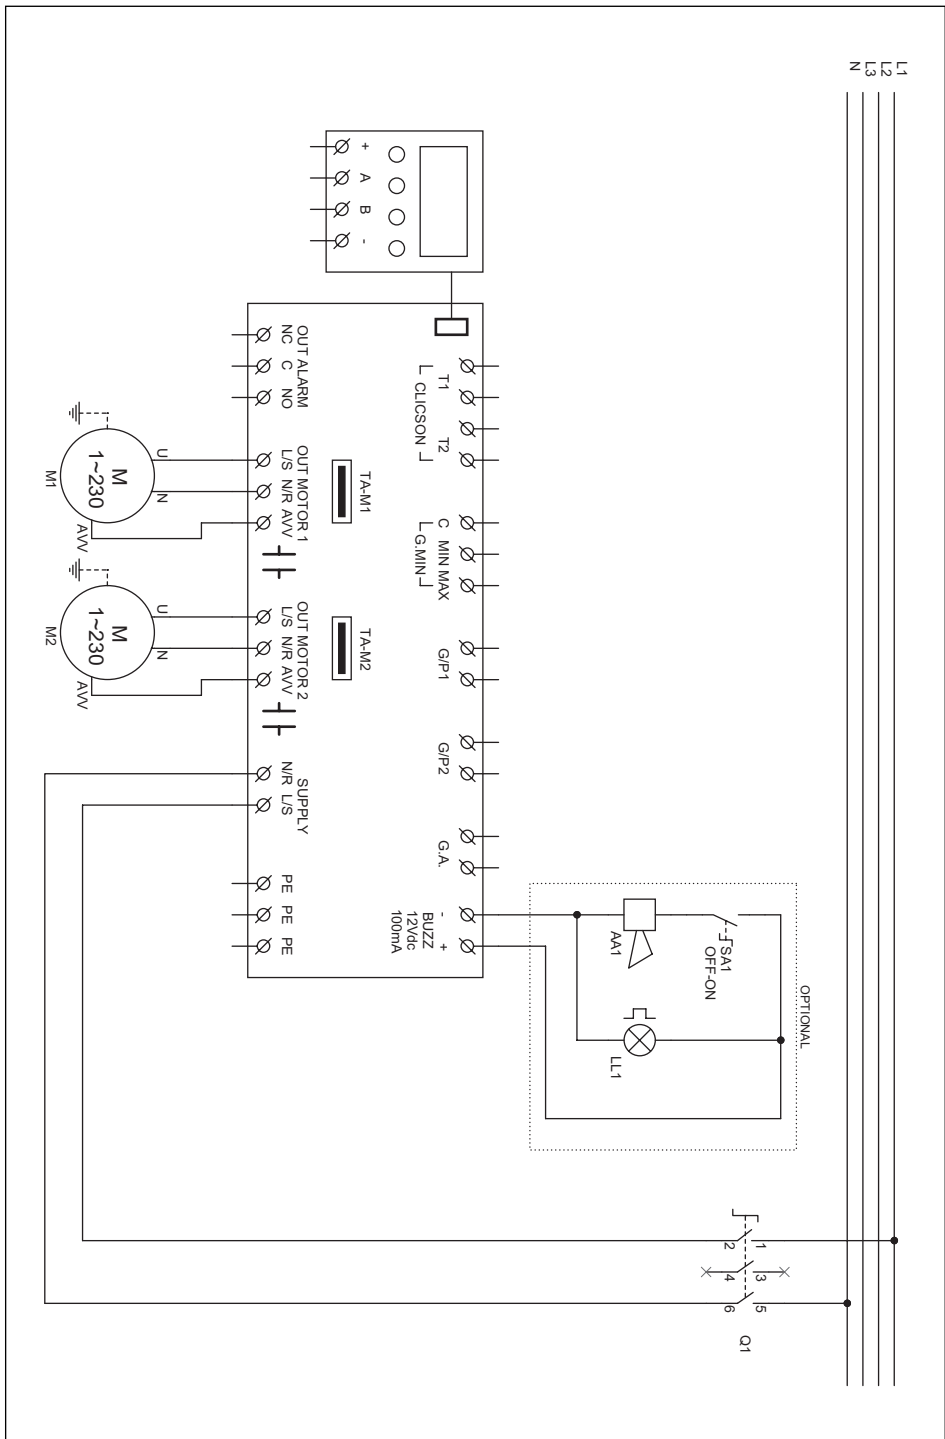 L1
L2
L3
N
+
A
B
-
T1
T2
CLICSON
C MIN MAX
G.MIN
G/P1
G/P2
G.A.
- +
BUZZ
12Vdc
100mA
OPTIONAL
SA1
OFF-ON
AA1
LL1
TA-M1
TA-M2
OUT ALARM
NC C NO
OUT MOTOR 1
L/S N/R AVV
OUT MOTOR 2
L/S N/R AVV
SUPPLY
N/R L/S
PE PE PE
U N
M
1~230
AVV
M1
U N
M
1~230
AVV
M2
1 3 5
2 4 6
Q1